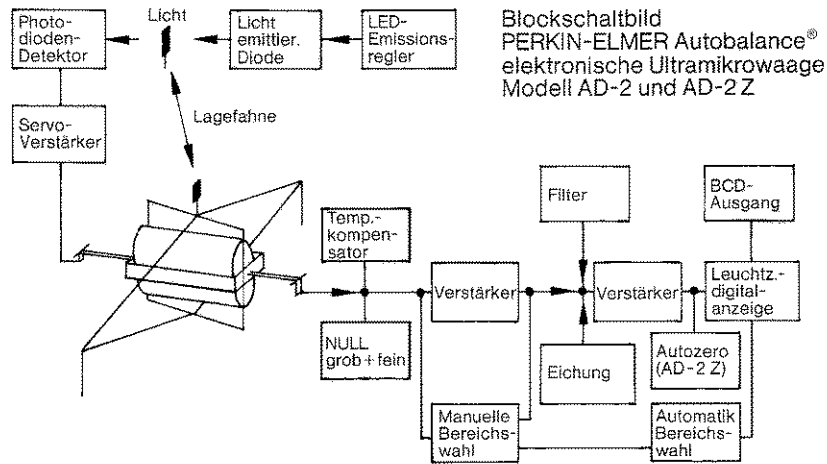 Blockschaltbild
PERKIN-ELMER Autobalance®
elektronische Ultramikrowaage
Modell AD-2 und AD-2 Z
Photo-
dioden-
Detektor
Licht
Licht
emittier.
Diode
LED-
Emissions-
regler
Servo-
Verstärker
Lagefahne
Temp.-
kompen-
sator
NULL
grob+fein
Verstärker
Filter
Eichung
Verstärker
BCD-
Ausgang
Leuchtz.-
digital-
anzeige
Autozero
(AD-2 Z)
Manuelle
Bereichs-
wahl
Automatik
Bereichs-
wahl